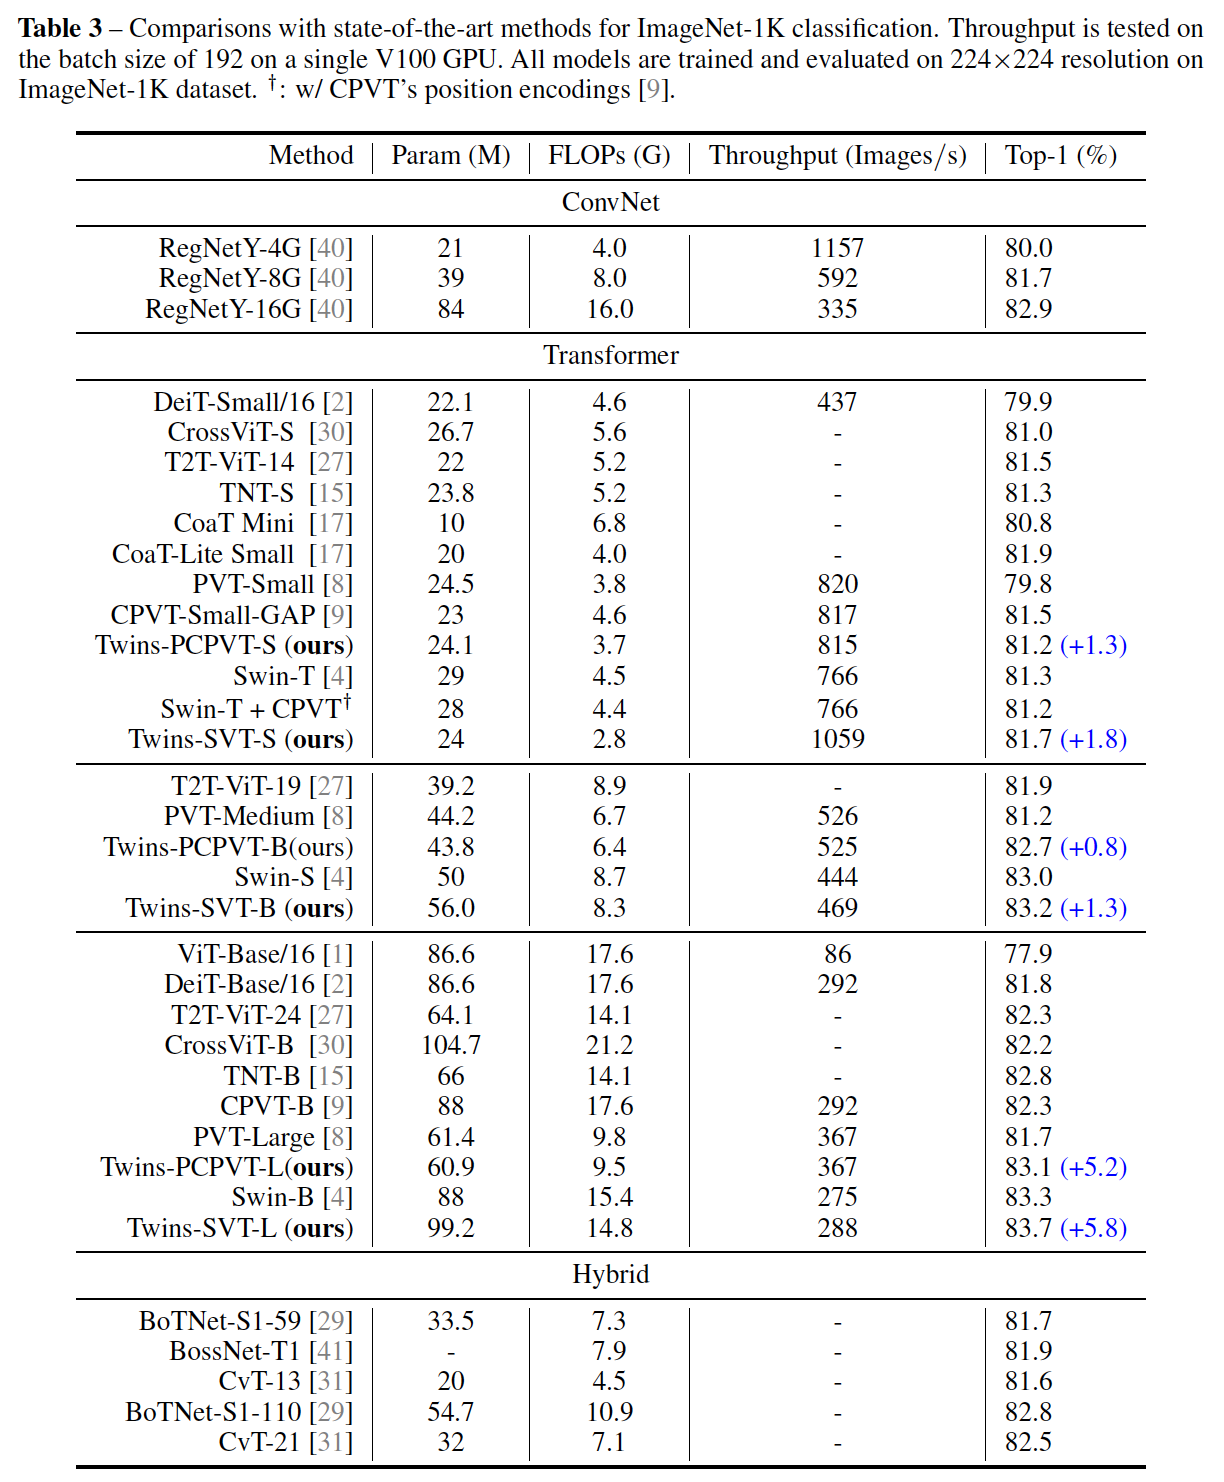 Table 3 – Comparisons with state-of-the-art methods for ImageNet-1K classification. Throughput is tested on
the batch size of 192 on a single V100 GPU. All models are trained and evaluated on 224×224 resolution on
ImageNet-1K dataset. †: w/ CPVT's position encodings [9].
Method Param (M) FLOPs (G) Throughput (Images/s) Top-1 (%)
ConvNet
RegNetY-4G [40] 21 4.0 1157 80.0
RegNetY-8G [40] 39 8.0 592 81.7
RegNetY-16G [40] 84 16.0 335 82.9
Transformer
DeiT-Small/16 [2] 22.1 4.6 437 79.9
CrossViT-S [30] 26.7 5.6 - 81.0
T2T-ViT-14 [27] 22 5.2 - 81.5
TNT-S [15] 23.8 5.2 - 81.3
CoaT Mini [17] 10 6.8 - 80.8
CoaT-Lite Small [17] 20 4.0 - 81.9
PVT-Small [8] 24.5 3.8 820 79.8
CPVT-Small-GAP [9] 23 4.6 817 81.5
Twins-PCPVT-S (ours) 24.1 3.7 815 81.2 (+1.3)
Swin-T [4] 29 4.5 766 81.3
Swin-T + CPVT† 28 4.4 766 81.2
Twins-SVT-S (ours) 24 2.8 1059 81.7 (+1.8)
T2T-ViT-19 [27] 39.2 8.9 - 81.9
PVT-Medium [8] 44.2 6.7 526 81.2
Twins-PCPVT-B(ours) 43.8 6.4 525 82.7 (+0.8)
Swin-S [4] 50 8.7 444 83.0
Twins-SVT-B (ours) 56.0 8.3 469 83.2 (+1.3)
ViT-Base/16 [1] 86.6 17.6 86 77.9
DeiT-Base/16 [2] 86.6 17.6 292 81.8
T2T-ViT-24 [27] 64.1 14.1 - 82.3
CrossViT-B [30] 104.7 21.2 - 82.2
TNT-B [15] 66 14.1 - 82.8
CPVT-B [9] 88 17.6 292 82.3
PVT-Large [8] 61.4 9.8 367 81.7
Twins-PCPVT-L(ours) 60.9 9.5 367 83.1 (+5.2)
Swin-B [4] 88 15.4 275 83.3
Twins-SVT-L (ours) 99.2 14.8 288 83.7 (+5.8)
Hybrid
BoTNet-S1-59 [29] 33.5 7.3 - 81.7
BossNet-T1 [41] - 7.9 - 81.9
CvT-13 [31] 20 4.5 - 81.6
BoTNet-S1-110 [29] 54.7 10.9 - 82.8
CvT-21 [31] 32 7.1 - 82.5